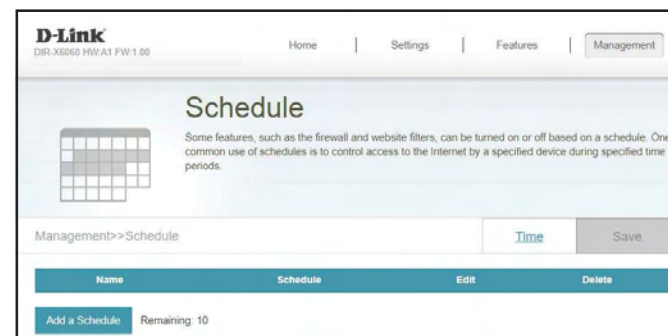 D-Link
DIR-X6060 HW:A1 FW:1.00
Home | Settings | Features | Management
Schedule
Some features, such as the firewall and website filters, can be turned on or off based on a schedule. One
common use of schedules is to control access to the Internet by a specified device during specified time
periods.
Management>>Schedule
Time
Save
Name Schedule Edit Delete
Add a Schedule Remaining: 10